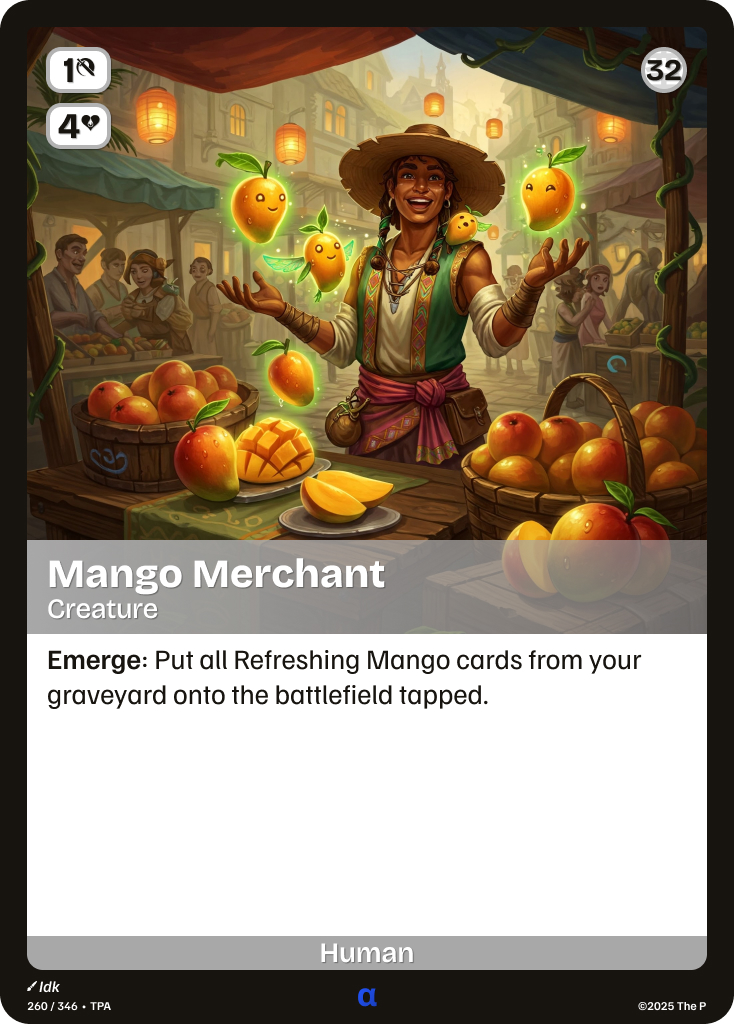 1
32
4
Mango Merchant
Creature
Emerge: Put all Refreshing Mango cards from your
graveyard onto the battlefield tapped.
Human
Idk
260 / 346 • TPA
α
©2025 The P